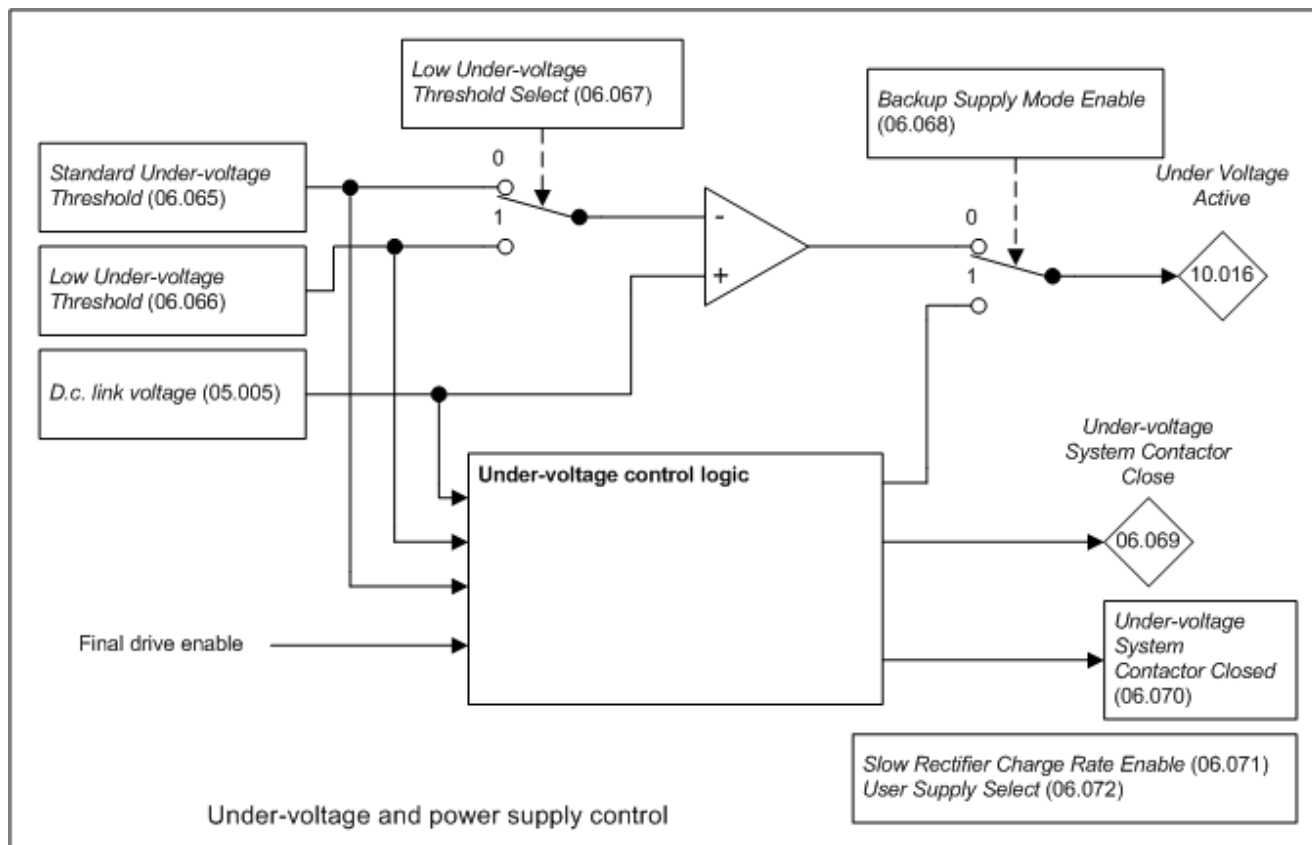 Low Under-voltage
Threshold Select (06.067)
Backup Supply Mode Enable
(06.068)
Standard Under-voltage
Threshold (06.065)
0
1
Low Under-voltage
Threshold (06.066)
-
+
0
1
Under Voltage
Active
10.016
D.c. link voltage (05.005)
Under-voltage control logic
Under-voltage
System Contactor
Close
06.069
Final drive enable
Under-voltage
System
Contactor Closed
(06.070)
Slow Rectifier Charge Rate Enable (06.071)
User Supply Select (06.072)
Under-voltage and power supply control